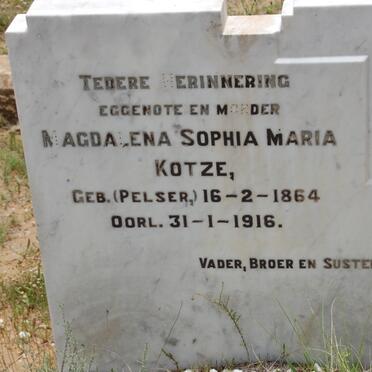 TEDERE HERINNERING
EGGENOTE EN MOEDER
MAGDALENA SOPHIA MARIA
KOTZE,
GEB. (PELSER,) 16-2-1864
OORL. 31-1-1916.
VADER, BROER EN SUSTER